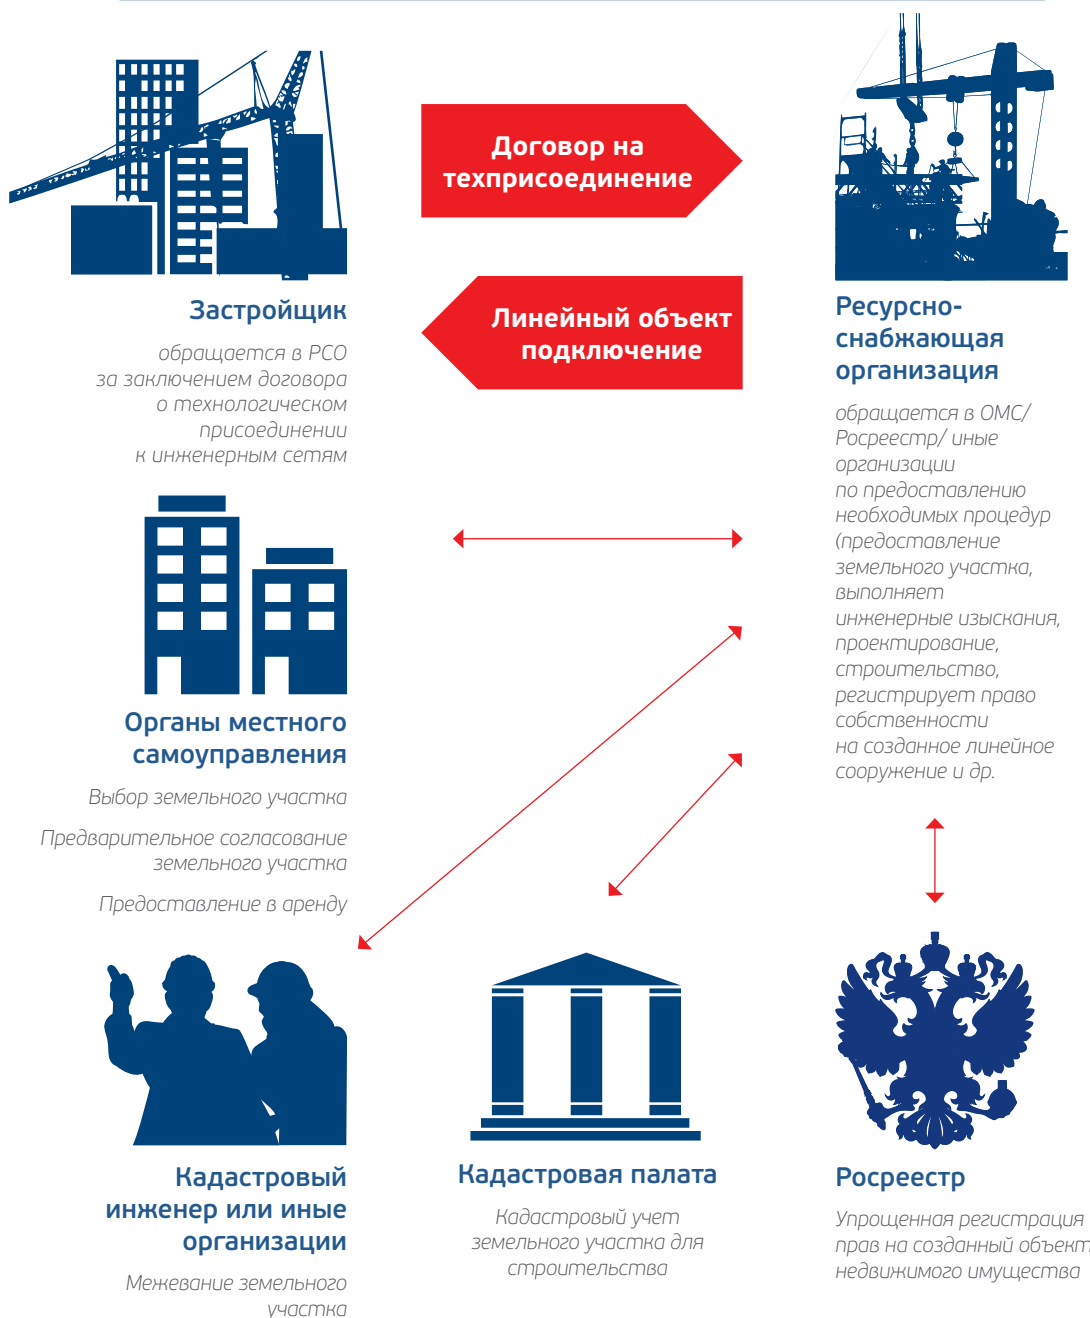 Договор на
техприсоединение
Линейный объект
подключение
Застройщик
обращается в РСО
за заключением договора
о технологическом
присоединении
к инженерным сетям
Ресурсно-
снабжающая
организация
обращается в ОМС/
Росреестр/ иные
организации
по предоставлению
необходимых процедур
(предоставление
земельного участка,
выполняет
инженерные изыскания,
проектирование,
строительство,
регистрирует право
собственности
на созданное линейное
сооружение и др.
Органы местного
самоуправления
Выбор земельного участка
Предварительное согласование
земельного участка
Предоставление в аренду
Кадастровый
инженер или иные
организации
Межевание земельного
участка
Кадастровая палата
Кадастровый учет
земельного участка для
строительства
Росреестр
Упрощенная регистрация
прав на созданный объект
недвижимого имущества